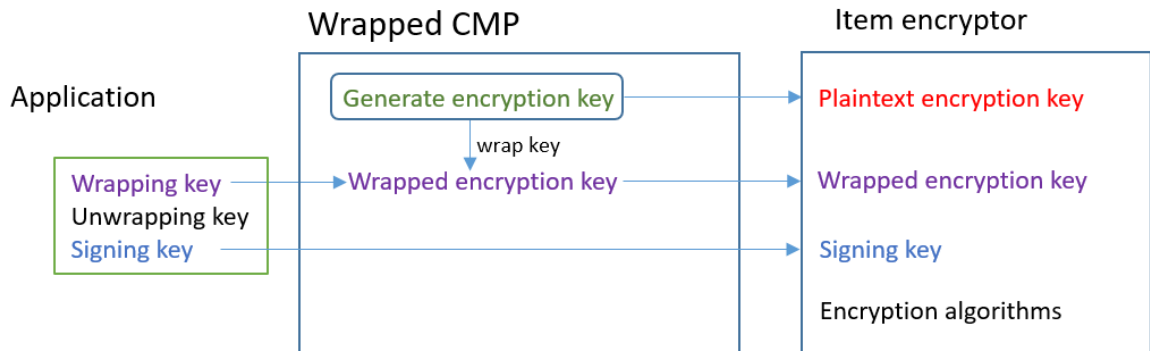 Wrapped CMP
Item encryptor
Application
Generate encryption key
Plaintext encryption key
wrap key
Wrapping key
Wrapped encryption key
Wrapped encryption key
Unwrapping key
Signing key
Signing key
Encryption algorithms